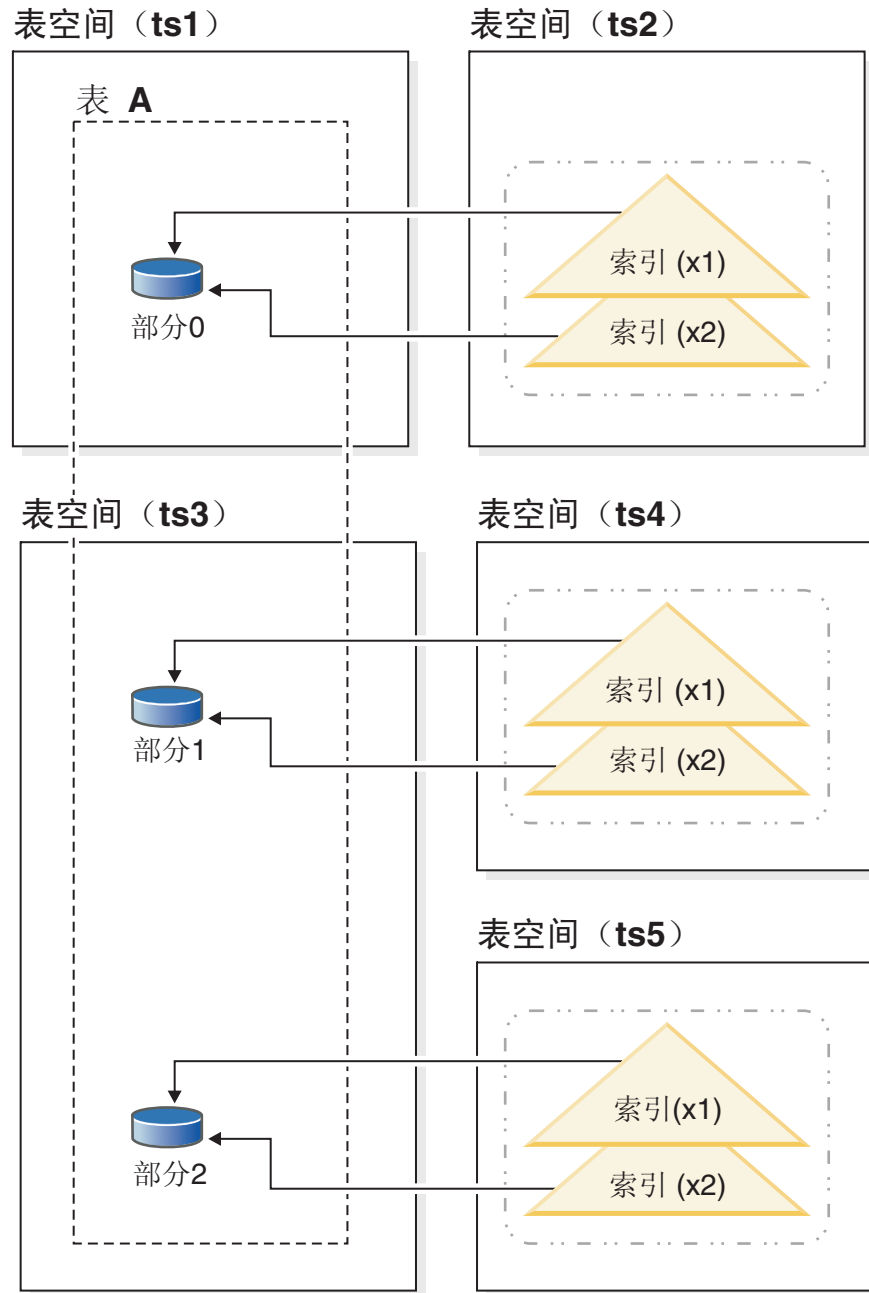 表空间（ts1）
表空间（ts2）
表 A
索引 (x1)
部分0
索引 (x2)
表空间（ts3）
表空间（ts4）
索引 (x1)
部分1
索引 (x2)
表空间（ts5）
索引(x1)
部分2
索引 (x2)